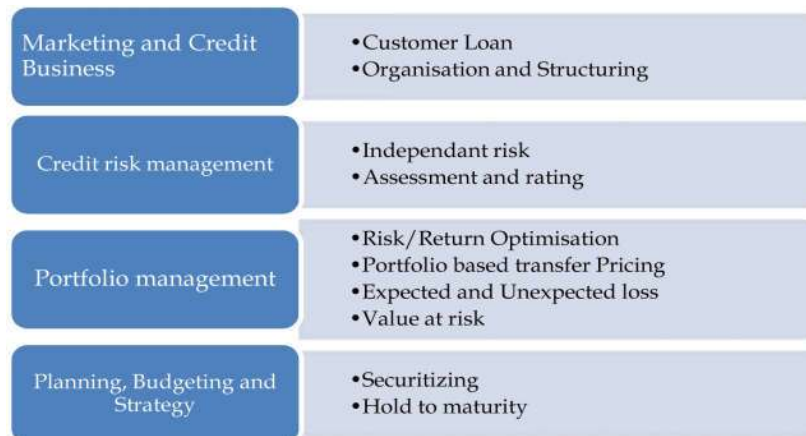 Marketing and Credit
Business
•Customer Loan
•Organisation and Structuring
Credit risk management
•Independant risk
•Assessment and rating
Portfolio management
•Risk/Return Optimisation
•Portfolio based transfer Pricing
•Expected and Unexpected loss
•Value at risk
Planning, Budgeting and
Strategy
•Securitizing
•Hold to maturity